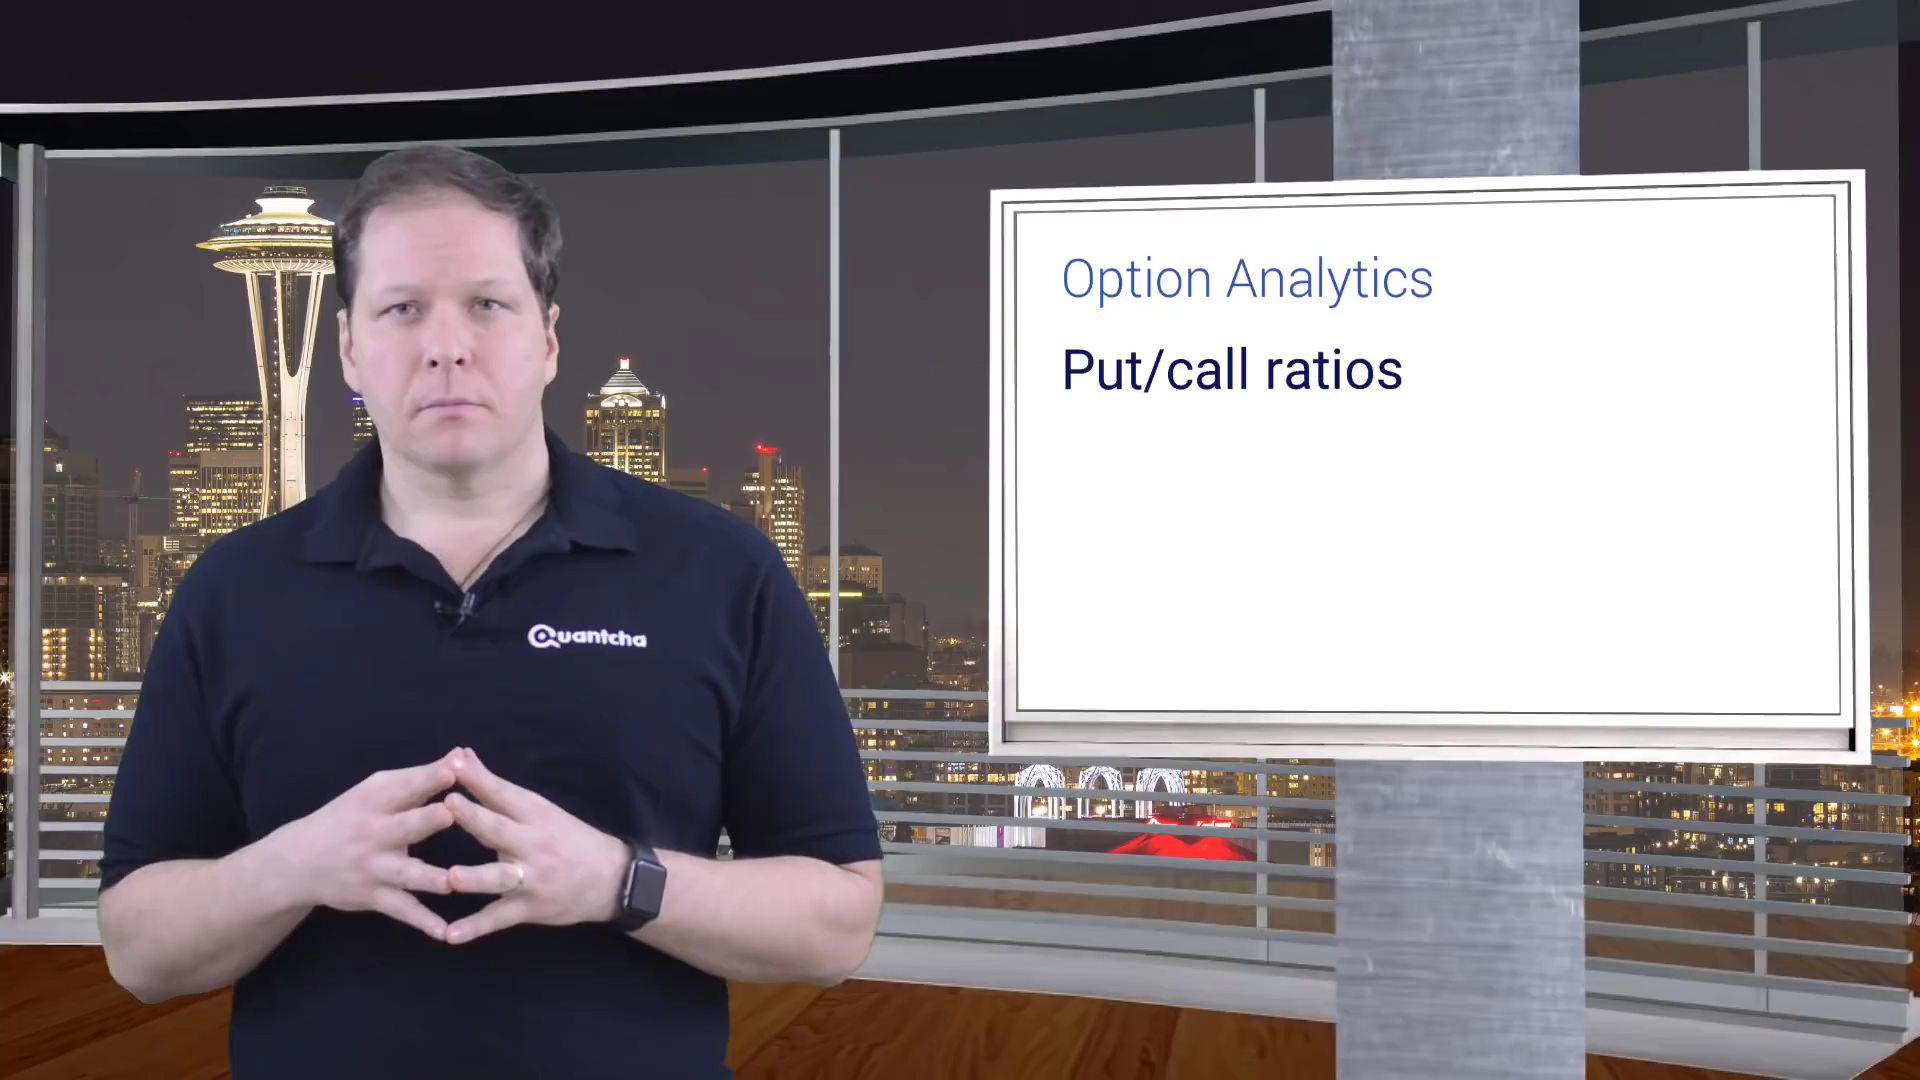 Option Analytics
Put/call ratios
Quantcha